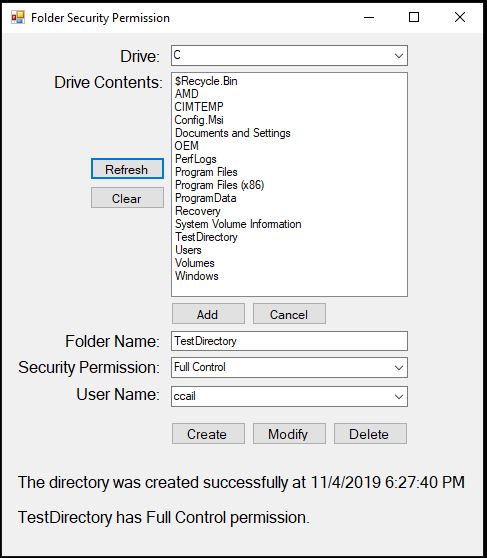 Folder Security Permission
Drive: C
Drive Contents:
$Recycle.Bin
AMD
CIMTEMP
Config.Msi
Documents and Settings
OEM
PerfLogs
Program Files
Program Files (x86)
ProgramData
Recovery
System Volume Information
TestDirectory
Users
Volumes
Windows
Refresh
Clear
Add Cancel
Folder Name: TestDirectory
Security Permission: Full Control
User Name: ccail
Create Modify Delete
The directory was created successfully at 11/4/2019 6:27:40 PM
TestDirectory has Full Control permission.